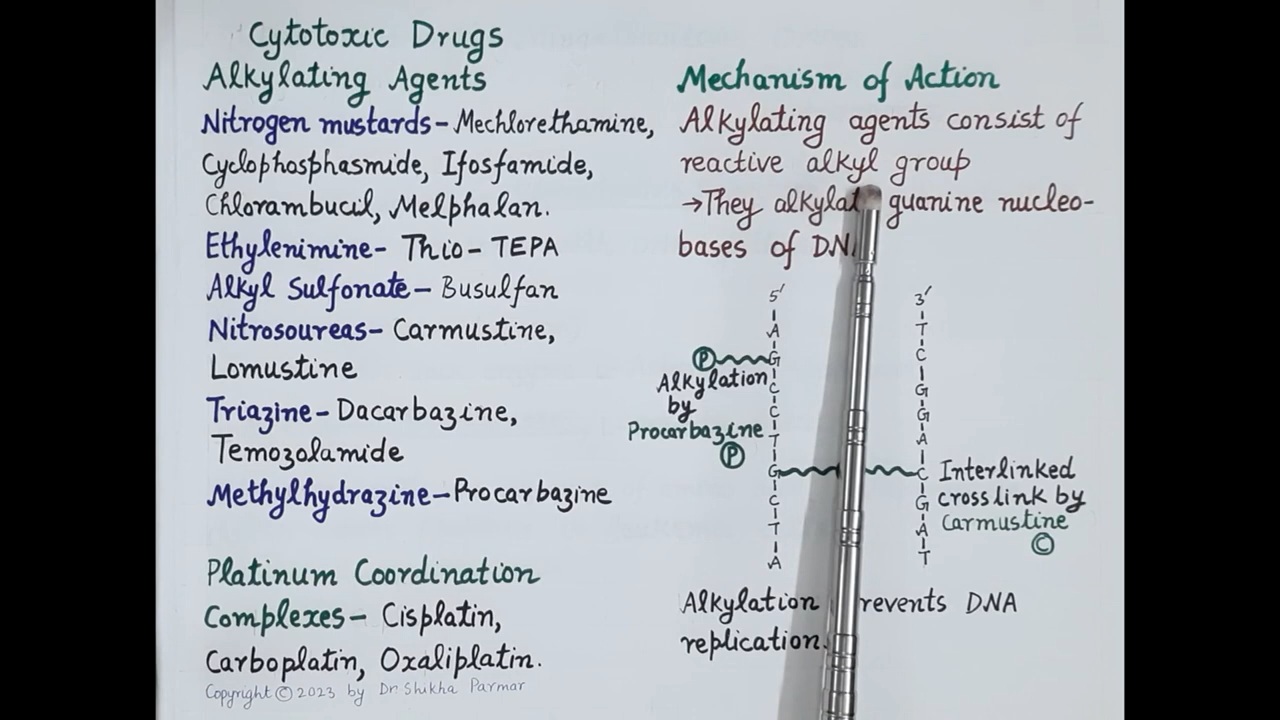 Cytotoxic Drugs
Alkylating Agents
Nitrogen mustards- Mechlorethamine,
Cyclophosphasmide, Ifosfamide,
Chlorambucil, Melphalan.
Ethylenimine- Thio- TEPA
Alkyl Sulfonate- Busulfan
Nitrosoureas- Carmustine,
Lomustine
Triazine- Dacarbazine,
Temozolamide
Methylhydrazine- Procarbazine
Platinum Coordination
Complexes- Cisplatin,
Carboplatin, Oxaliplatin.
Copyright © 2023 by Dr. Shikha Parmar
Mechanism of Action
Alkylating agents consist of
reactive alkyl group
→They alkylat guanine nucleo-
bases of DN
5' 3'
A T
P G C
C G
C G
T A
G C
C G
T A
A T
Alkylation
by
Procarbazine
P
Interlinked
cross link by
Carmustine
C
Alkylation revents DNA
replication.